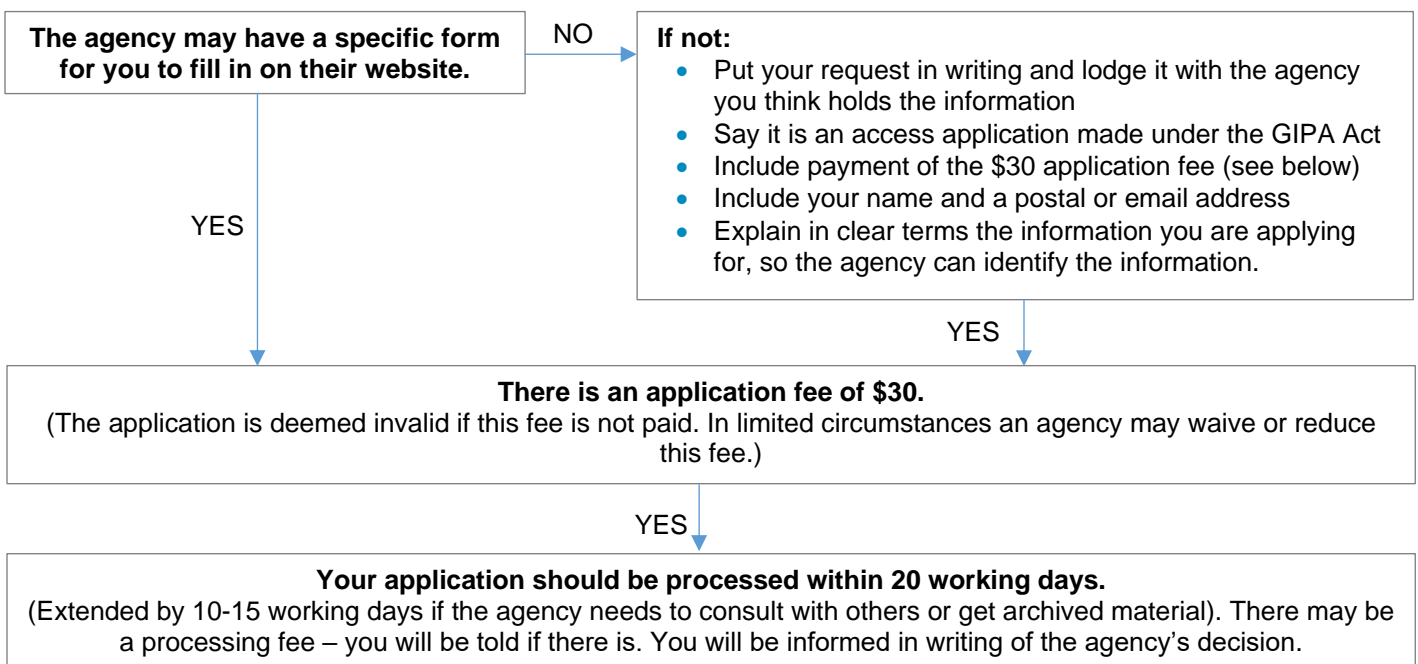 The agency may have a specific form
for you to fill in on their website.
NO
If not:
• Put your request in writing and lodge it with the agency
you think holds the information
• Say it is an access application made under the GIPA Act
• Include payment of the $30 application fee (see below)
• Include your name and a postal or email address
• Explain in clear terms the information you are applying
for, so the agency can identify the information.
YES
YES
There is an application fee of $30.
(The application is deemed invalid if this fee is not paid. In limited circumstances an agency may waive or reduce
this fee.)
YES
Your application should be processed within 20 working days.
(Extended by 10-15 working days if the agency needs to consult with others or get archived material). There may be
a processing fee – you will be told if there is. You will be informed in writing of the agency’s decision.